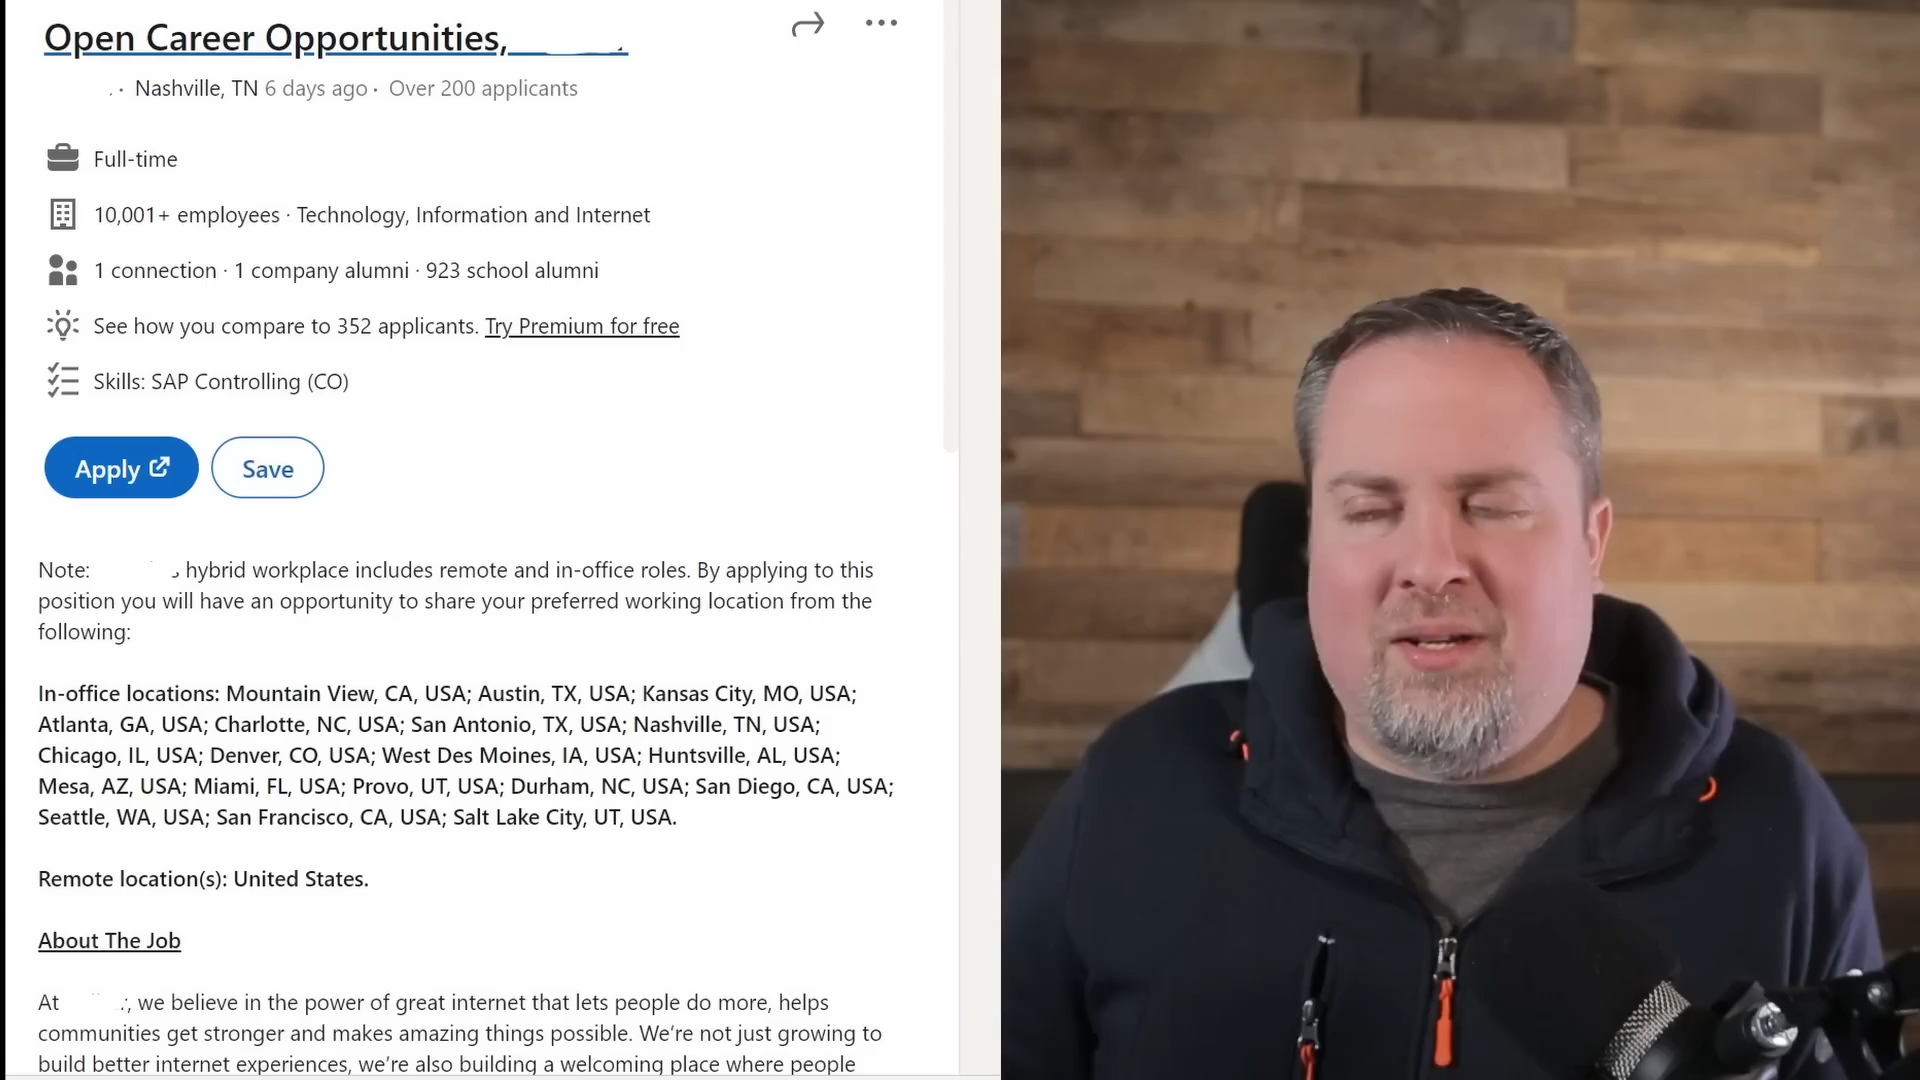 Open Career Opportunities,
· Nashville, TN 6 days ago · Over 200 applicants
Full-time
10,001+ employees · Technology, Information and Internet
1 connection · 1 company alumni · 923 school alumni
See how you compare to 352 applicants. Try Premium for free
Skills: SAP Controlling (CO)
Apply
Save
Note: hybrid workplace includes remote and in-office roles. By applying to this
position you will have an opportunity to share your preferred working location from the
following:
In-office locations: Mountain View, CA, USA; Austin, TX, USA; Kansas City, MO, USA;
Atlanta, GA, USA; Charlotte, NC, USA; San Antonio, TX, USA; Nashville, TN, USA;
Chicago, IL, USA; Denver, CO, USA; West Des Moines, IA, USA; Huntsville, AL, USA;
Mesa, AZ, USA; Miami, FL, USA; Provo, UT, USA; Durham, NC, USA; San Diego, CA, USA;
Seattle, WA, USA; San Francisco, CA, USA; Salt Lake City, UT, USA.
Remote location(s): United States.
About The Job
At , we believe in the power of great internet that lets people do more, helps
communities get stronger and makes amazing things possible. We’re not just growing to
build better internet experiences, we’re also building a welcoming place where people